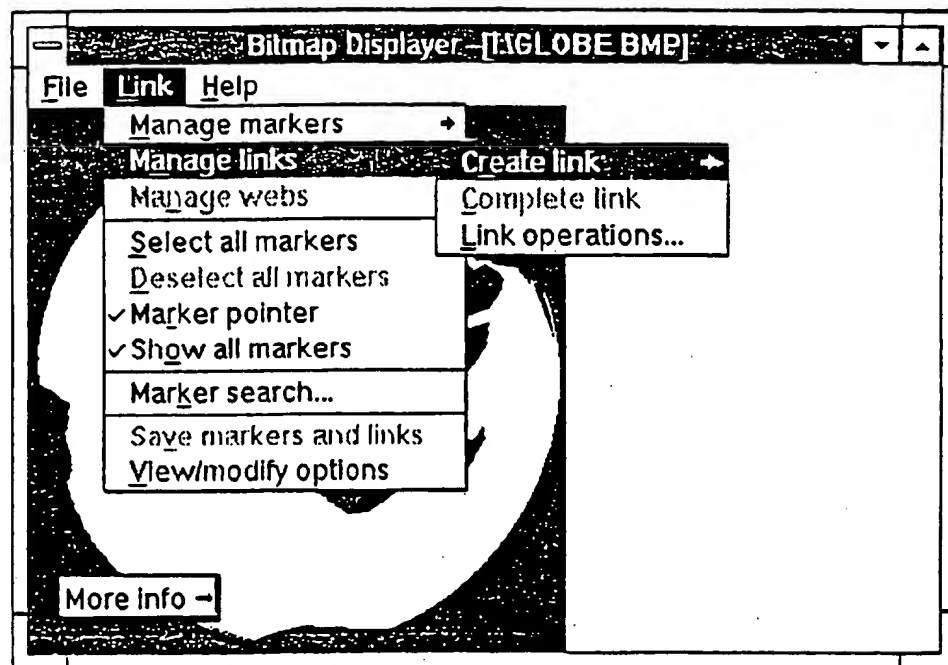 Bitmap Displayer -[T:\GLOBE BMP]
File Link Help
Manage markers
Manage links
Manage webs
Select all markers
Deselect all markers
✓Marker pointer
✓Show all markers
Marker search...
Save markers and links
View/modify options
Create link
Complete link
Link operations...
More info